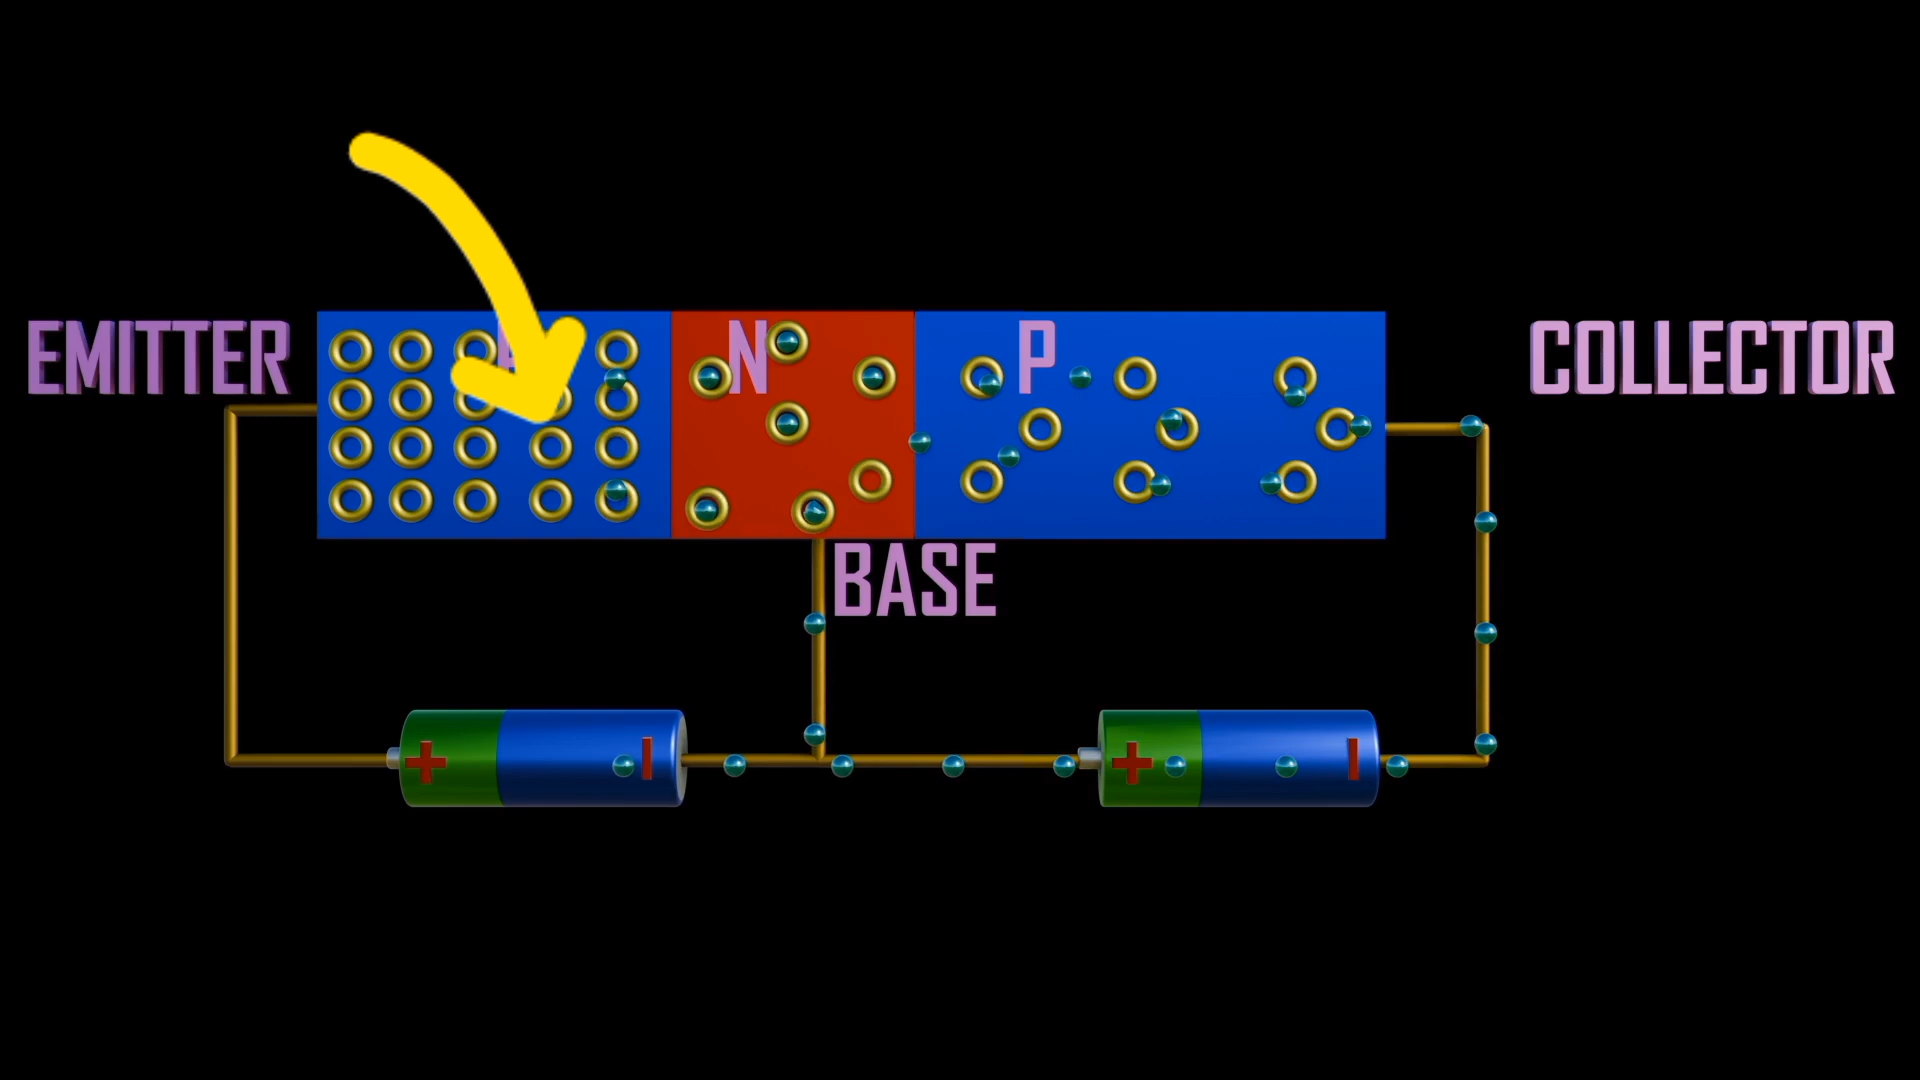 EMITTER
N
P
COLLECTOR
BASE
+
-
+
-